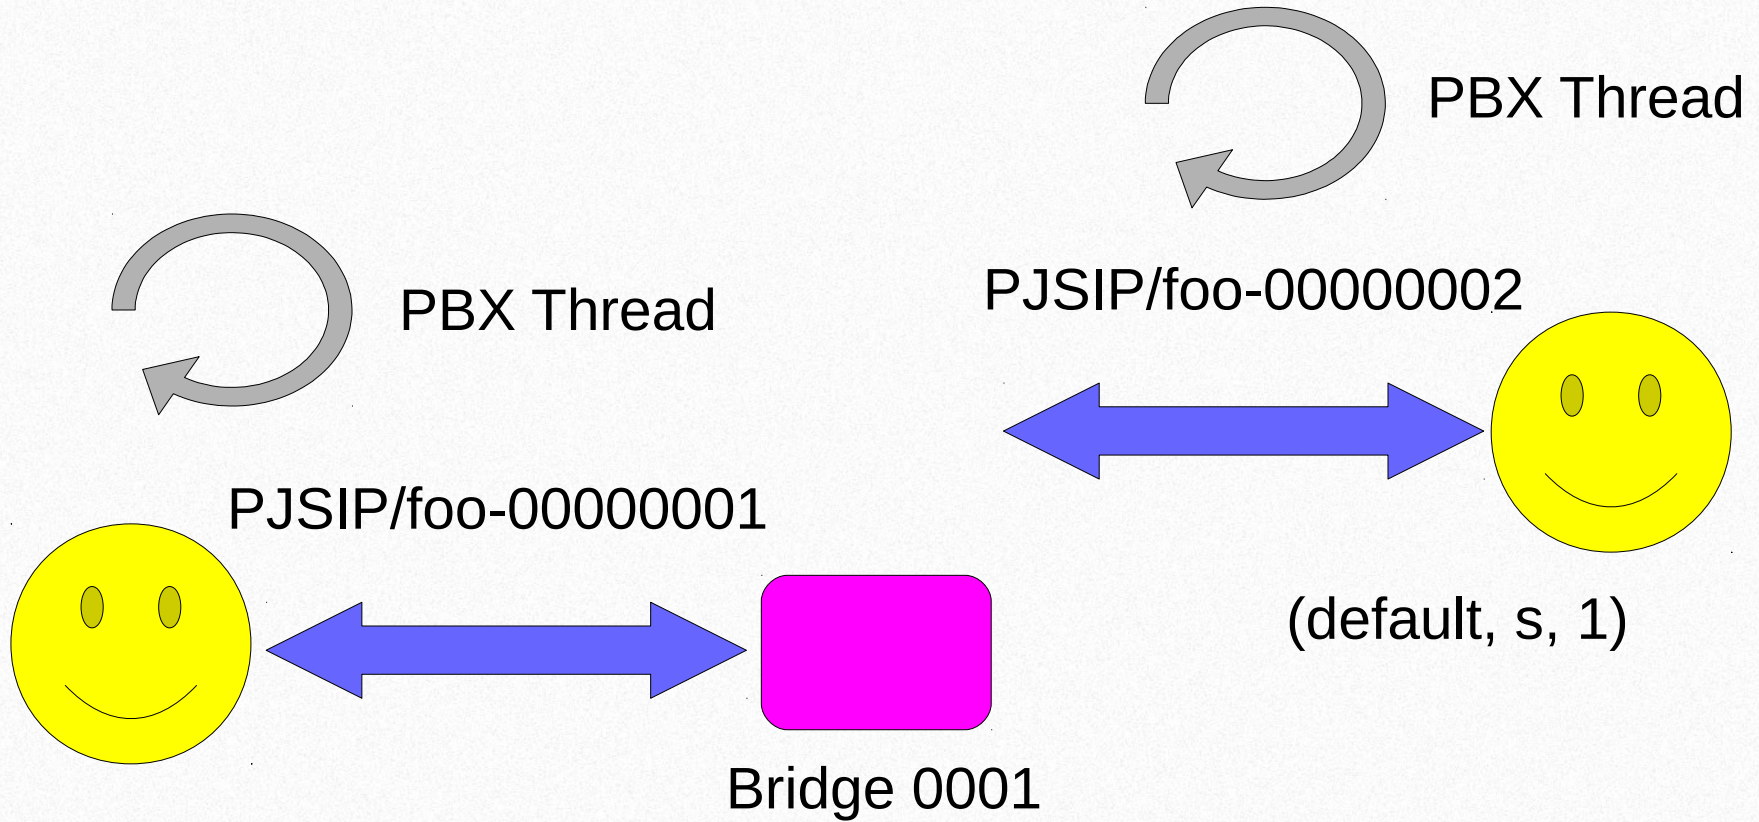 PBX Thread
PBX Thread
PJSIP/foo-00000002
PJSIP/foo-00000001
(default, s, 1)
Bridge 0001